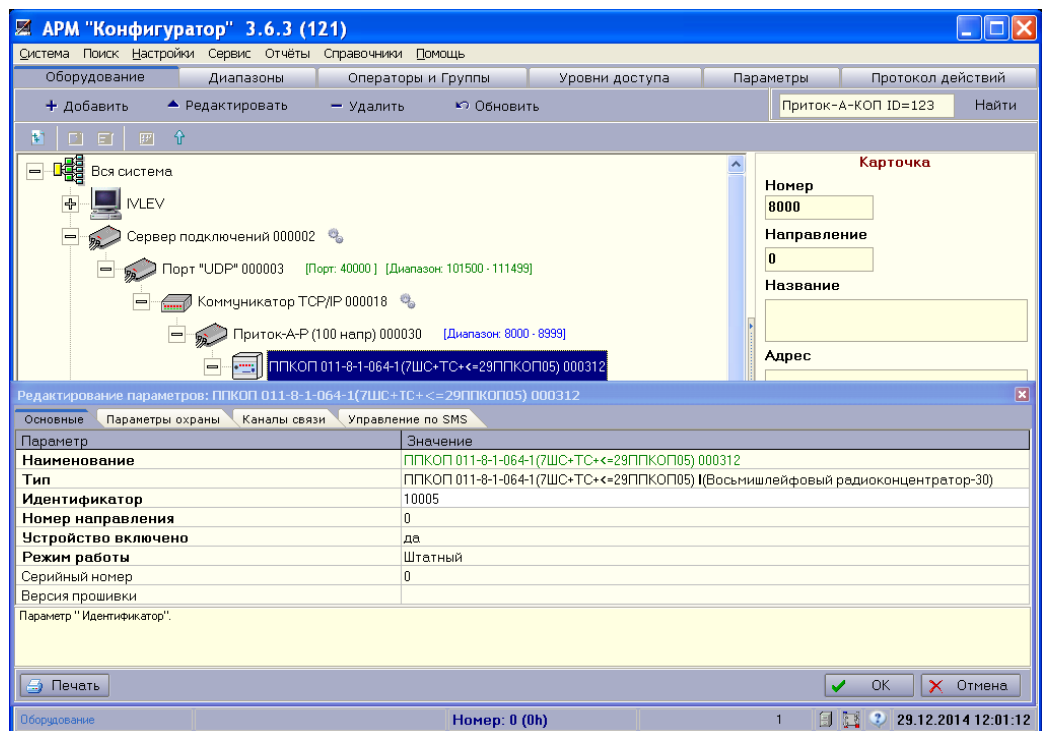 АРМ "Конфигуратор" 3.6.3 (121)
Система Поиск Настройки Сервис Отчёты Справочники Помощь
Оборудование Диапазоны Операторы и Группы Уровни доступа Параметры Протокол действий
Добавить Редактировать Удалить Обновить Приток-А-КОП ID=123 Найти
Вся система
IVLEV
Сервер подключений 000002
Порт "UDP" 000003 [Порт: 40000 ] [Диапазон: 101500 - 111499]
Коммуникатор TCP/IP 000018
Приток-А-Р (100 напр) 000030 [Диапазон: 8000 - 8999]
ППКОП 011-8-1-064-1(7ШС+ТС+<=29ППКОП05) 000312
Карточка
Номер
8000
Направление
0
Название
Адрес
Редактирование параметров: ППКОП 011-8-1-064-1(7ШС+ТС+<=29ППКОП05) 000312
Основные Параметры охраны Каналы связи Управление по SMS
Параметр Значение
Наименование ППКОП 011-8-1-064-1(7ШС+ТС+<=29ППКОП05) 000312
Тип ППКОП 011-8-1-064-1(7ШС+ТС+<=29ППКОП05) I(Восьмишлейфовый радиоконцентратор-30)
Идентификатор 10005
Номер направления 0
Устройство включено да
Режим работы Штатный
Серийный номер 0
Версия прошивки
Параметр " Идентификатор".
Печать OK Отмена
Оборудование Номер: 0 (0h) 1 29.12.2014 12:01:12